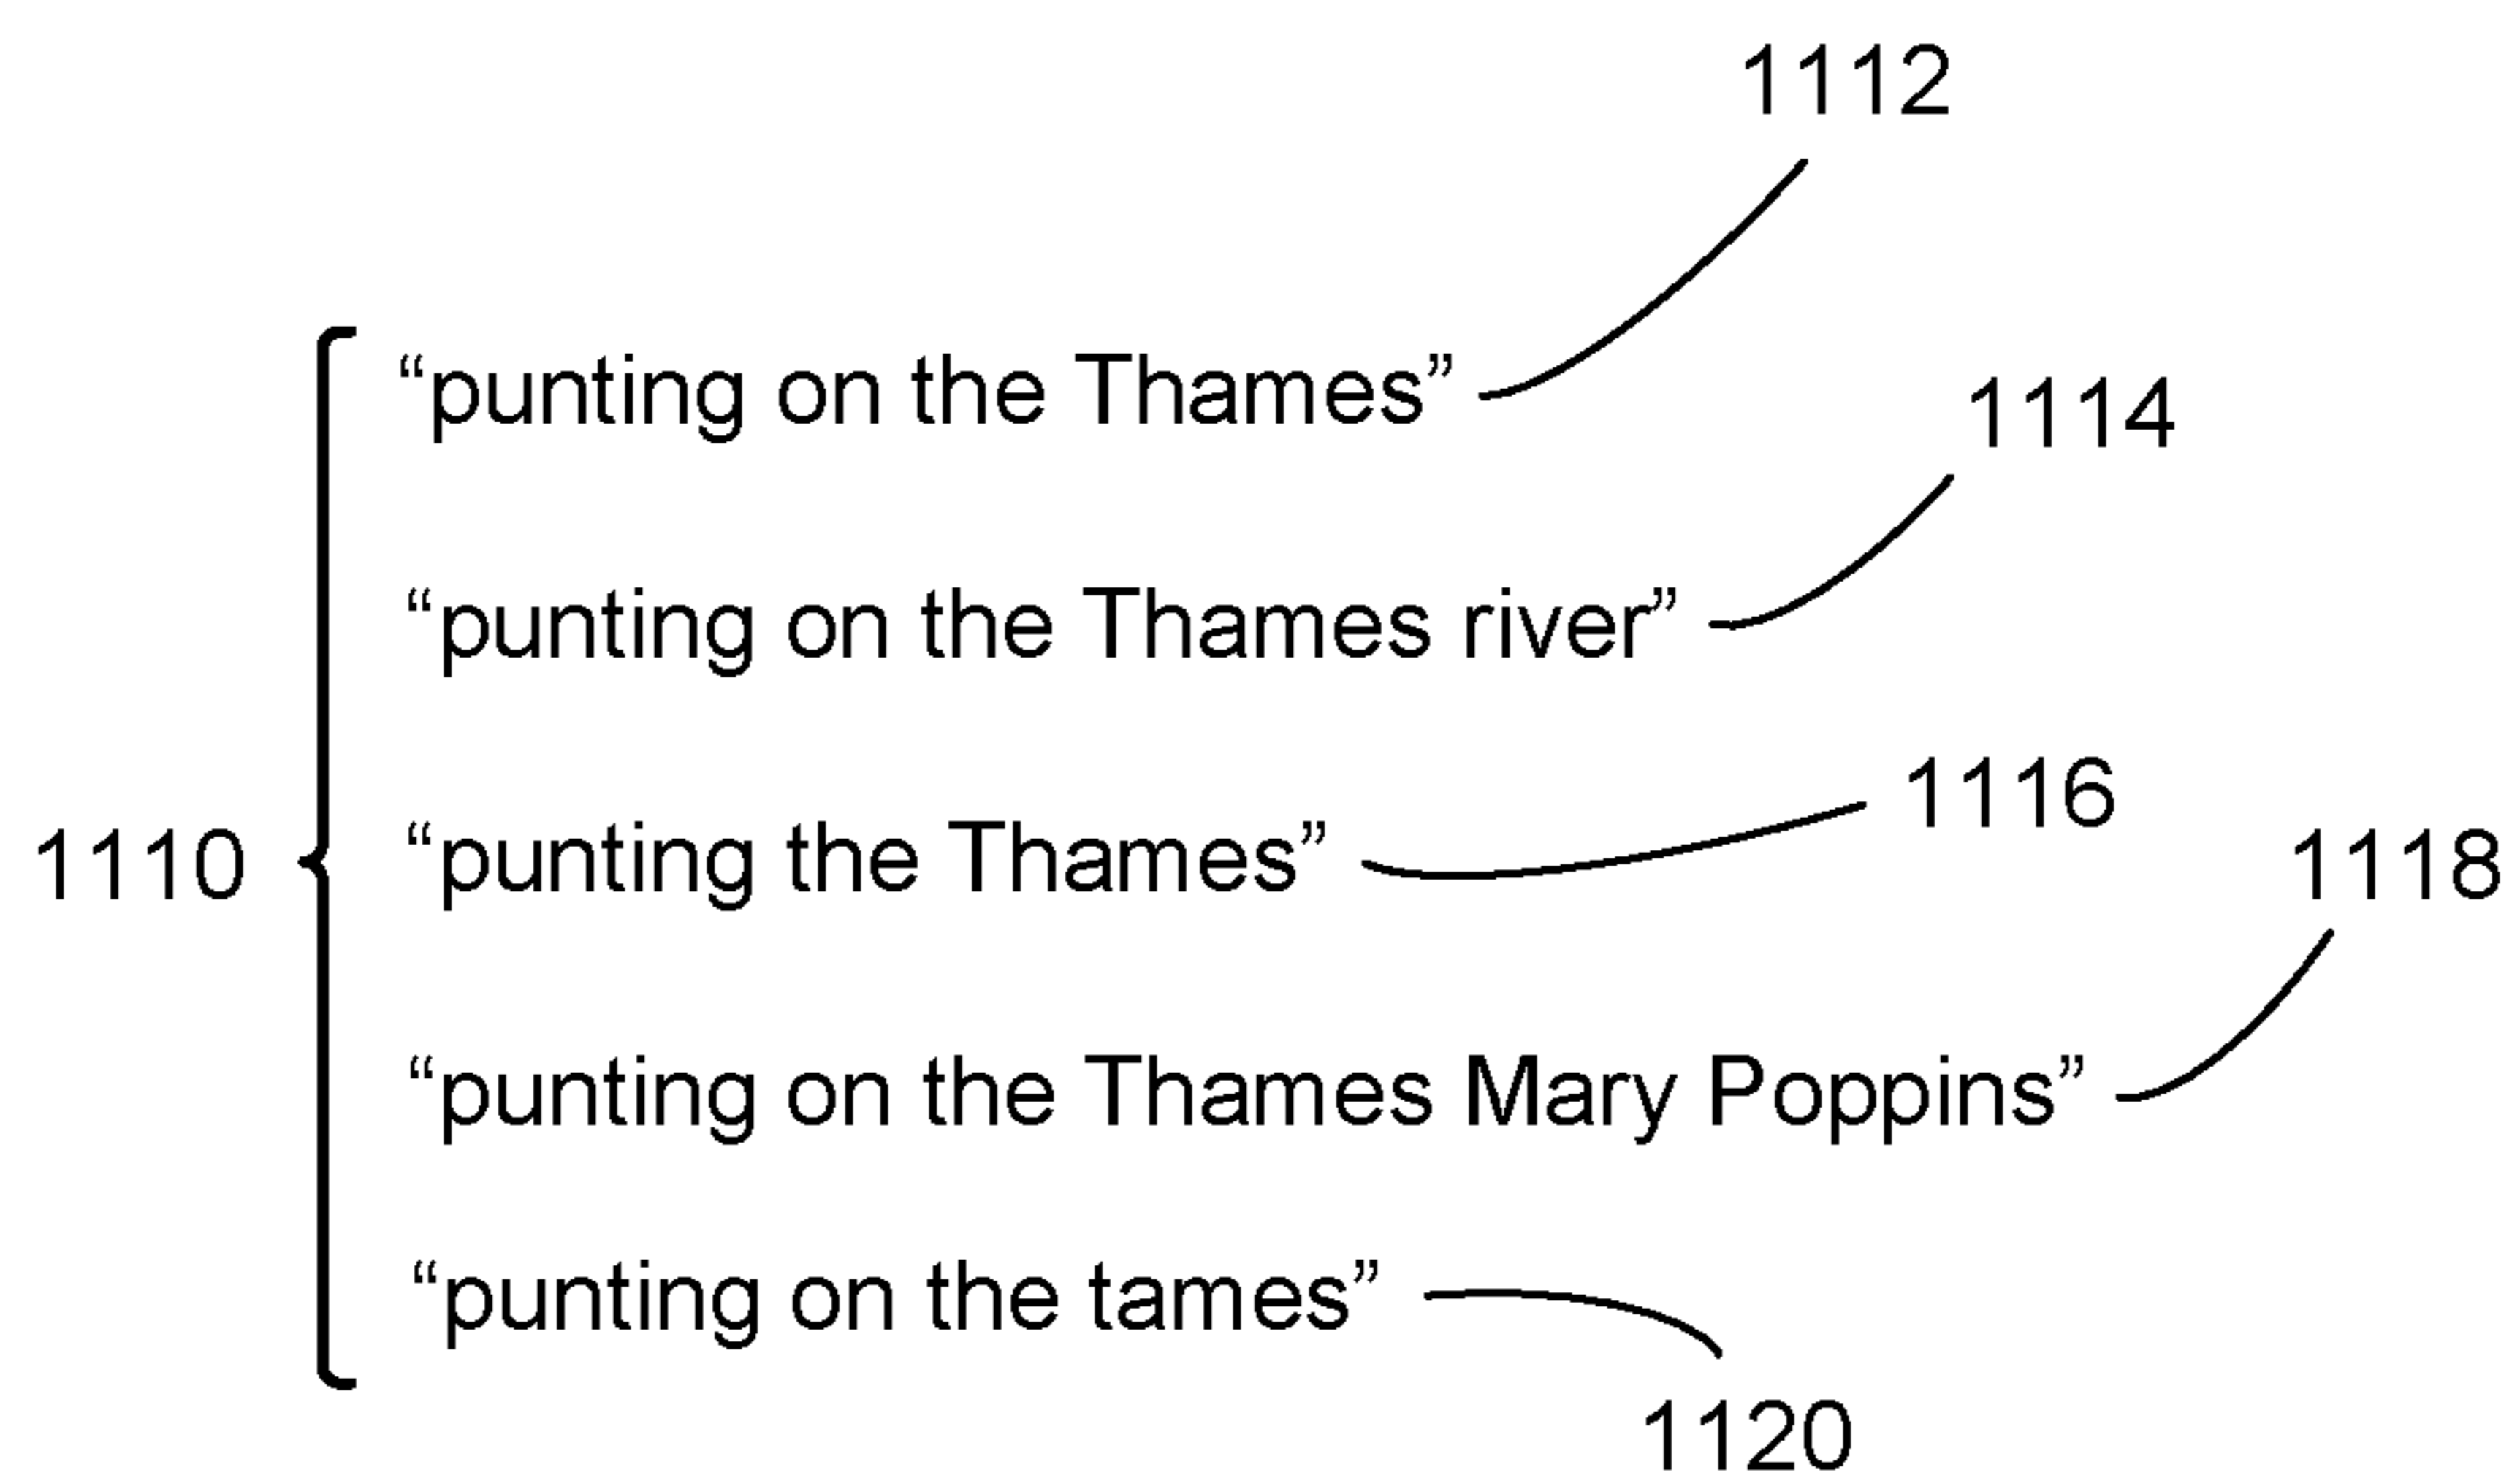 1112
“punting on the Thames”
1114
“punting on the Thames river”
1116
1110 “punting the Thames”
1118
“punting on the Thames Mary Poppins”
“punting on the tames”
1120